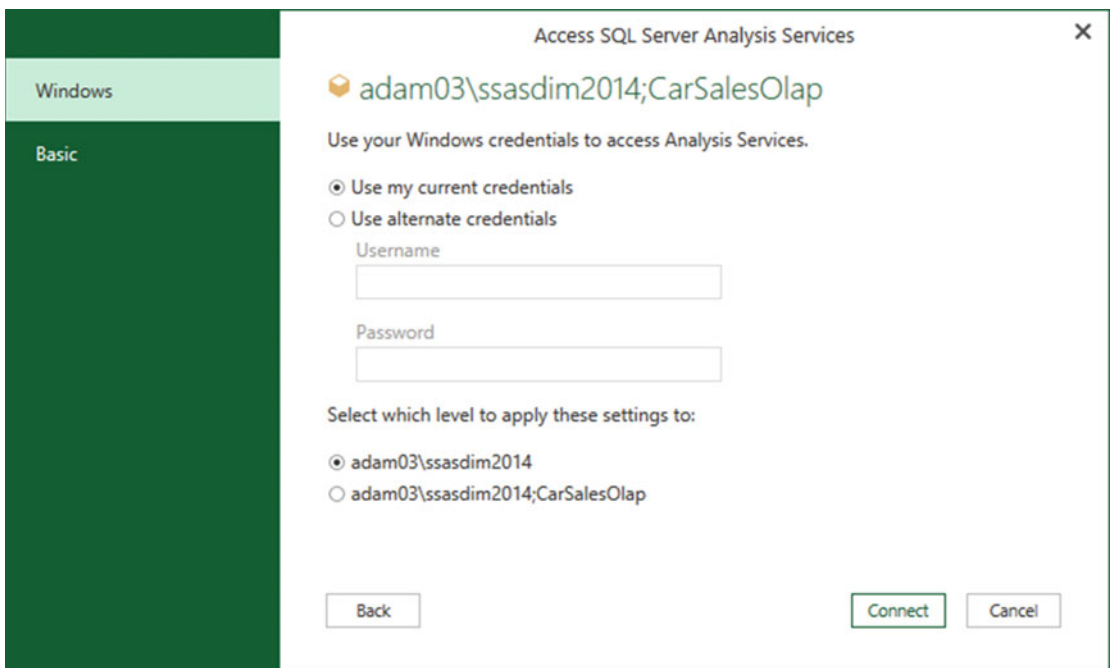 Access SQL Server Analysis Services
Windows
Basic
adam03\ssasdim2014;CarSalesOlap
Use your Windows credentials to access Analysis Services.
Use my current credentials
Use alternate credentials
Username
Password
Select which level to apply these settings to:
adam03\ssasdim2014
adam03\ssasdim2014;CarSalesOlap
Back
Connect
Cancel